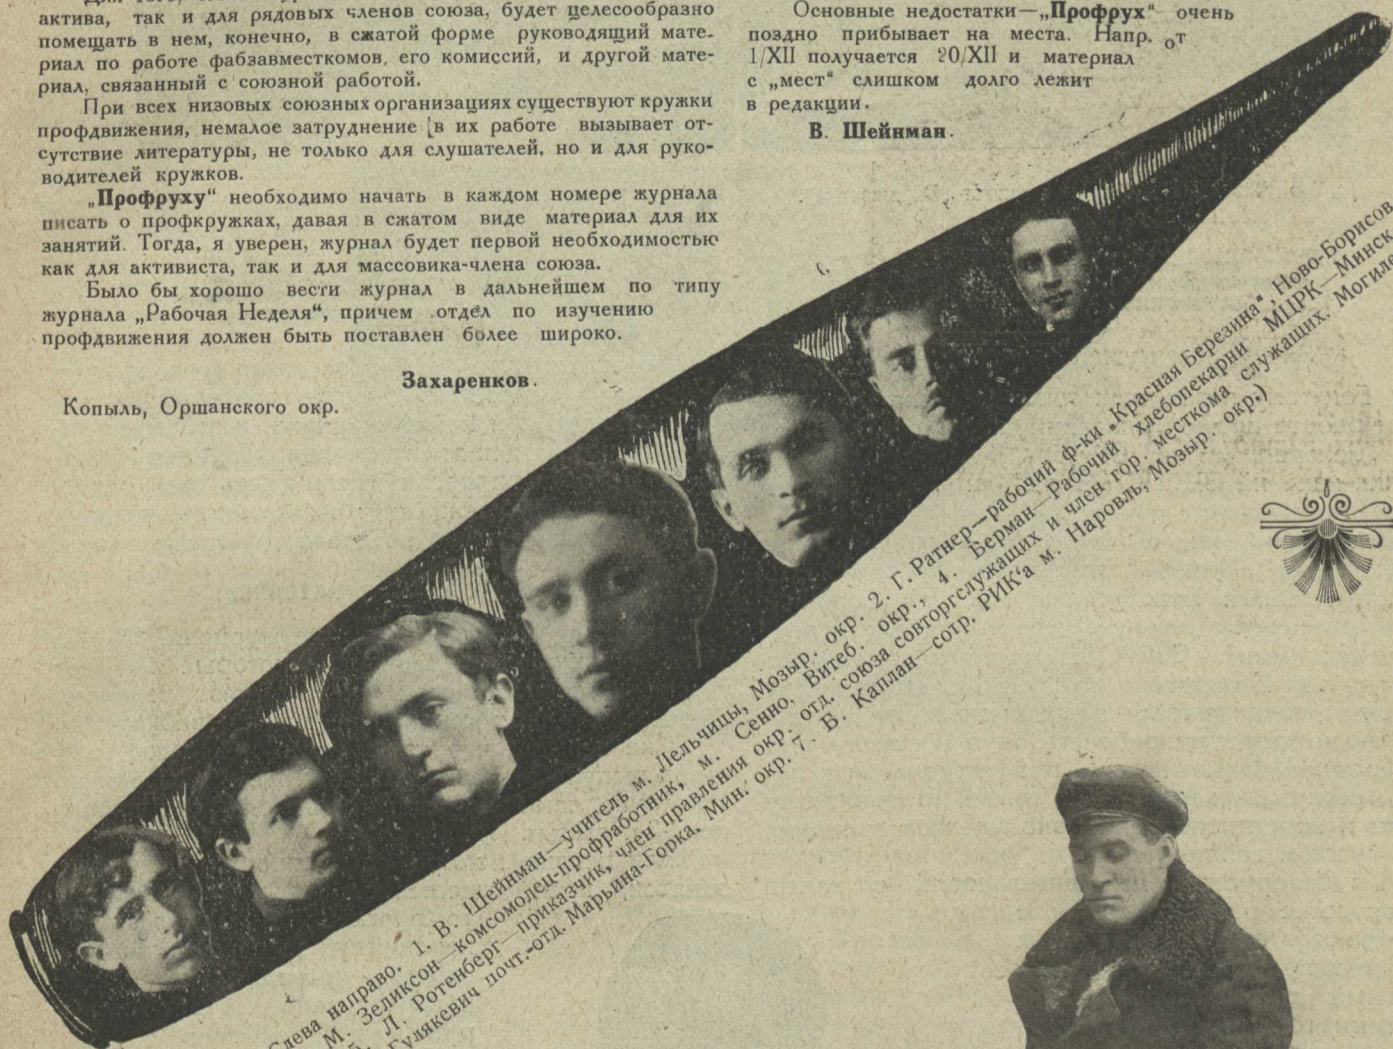 актива, так и для рядовых членов союза, будет целесообразно
помещать в нем, конечно, в сжатой форме руководящий мате-
риал по работе фабзавместкомов, его комиссий, и другой мате-
риал, связанный с союзной работой.
При всех низовых союзных организациях существуют кружки
профдвижения, немалое затруднение в их работе вызывает от-
сутствие литературы, не только для слушателей, но и для руко-
водителей кружков.
„Профруху“ необходимо начать в каждом номере журнала
писать о профкружках, давая в сжатом виде материал для их
занятий. Тогда, я уверен, журнал будет первой необходимостью
как для активиста, так и для массовика-члена союза.
Было бы хорошо вести журнал в дальнейшем по типу
журнала „Рабочая Неделя“, причем отдел по изучению
профдвижения должен быть поставлен более широко.
Захаренков.
Копыль, Оршанского окр.
Основные недостатки—„Профрух“ очень
поздно прибывает на места. Напр. от
1/XII получается 20/XII и материал
с „мест“ слишком долго лежит
в редакции.
В. Шейнман.
Слева направо. 1. В. Шейнман—учитель м. Лельчицы, Мозыр. окр. 2. Г. Ратнер—рабочий ф-ки „Красная Березина“, Ново-Борисов
М. Зеликсон—комсомолец-профработник, м. Сенно, Витеб. окр., 4. Берман—Рабочий хлебопекарни МЦРК—Минск
Л. Ротенберг—приказчик, член правления окр. отд. союза совторгслужащих и член гор. месткома служащих. Могиле
Гулякевич почт.-отд. Марьина-Горка, Мин. окр. 7. Б. Каплан—сотр. РИК‘а м. Наровль, Мозыр. окр.)